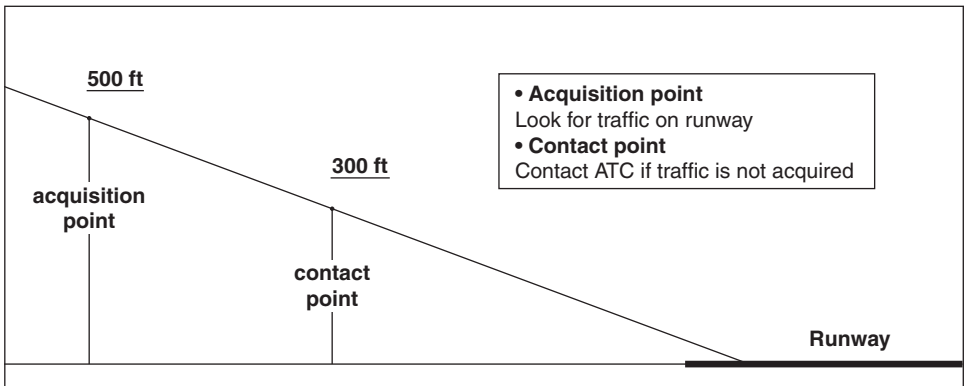 500 ft
• Acquisition point
Look for traffic on runway
• Contact point
Contact ATC if traffic is not acquired
300 ft
acquisition
point
contact
point
Runway